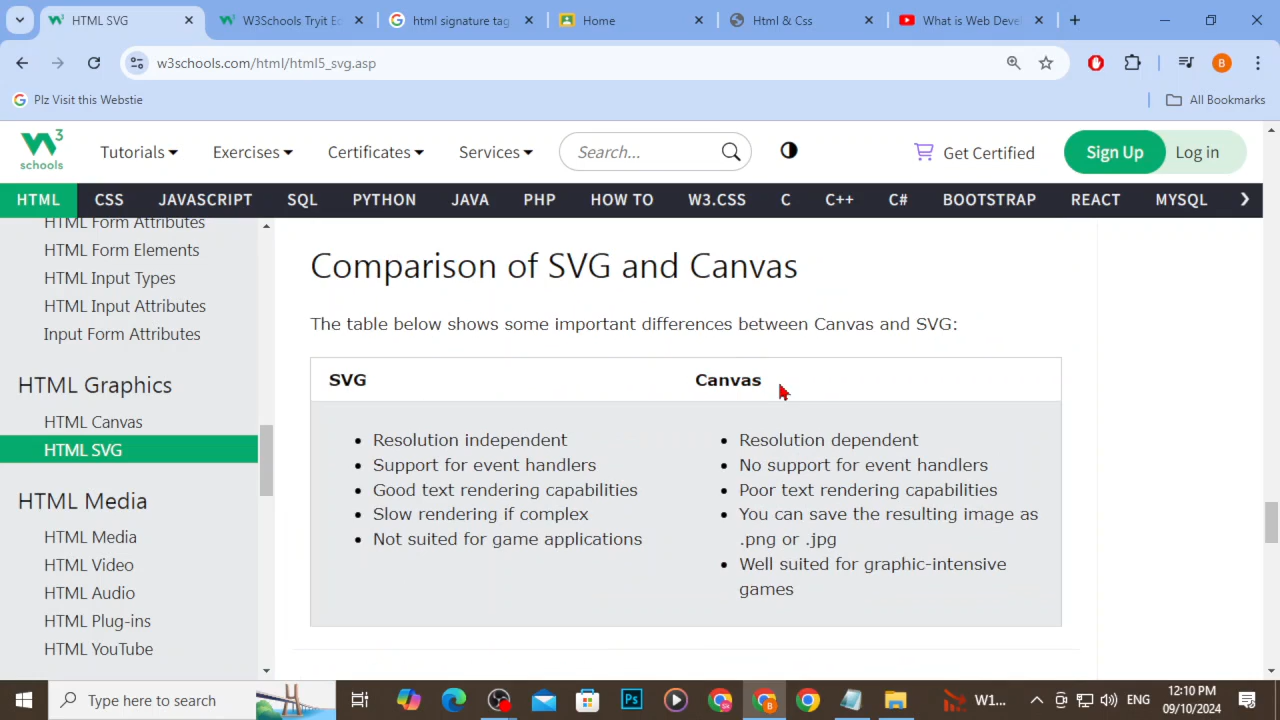 HTML SVG
W3Schools Tryit Ec
html signature tag
Home
Html & Css
What is Web Deve
w3schools.com/html/html5_svg.asp
B
Plz Visit this Webstie
All Bookmarks
W3
schools
Tutorials
Exercises
Certificates
Services
Search...
Get Certified
Sign Up
Log in
HTML
CSS
JAVASCRIPT
SQL
PYTHON
JAVA
PHP
HOW TO
W3.CSS
C
C++
C#
BOOTSTRAP
REACT
MYSQL
HTML Form Attributes
HTML Form Elements
HTML Input Types
HTML Input Attributes
Input Form Attributes
HTML Graphics
HTML Canvas
HTML SVG
HTML Media
HTML Media
HTML Video
HTML Audio
HTML Plug-ins
HTML YouTube
Comparison of SVG and Canvas
The table below shows some important differences between Canvas and SVG:
SVG
Resolution independent
Support for event handlers
Good text rendering capabilities
Slow rendering if complex
Not suited for game applications
Canvas
Resolution dependent
No support for event handlers
Poor text rendering capabilities
You can save the resulting image as
.png or .jpg
Well suited for graphic-intensive
games
Type here to search
Ps
B
W1...
ENG
12:10 PM
09/10/2024